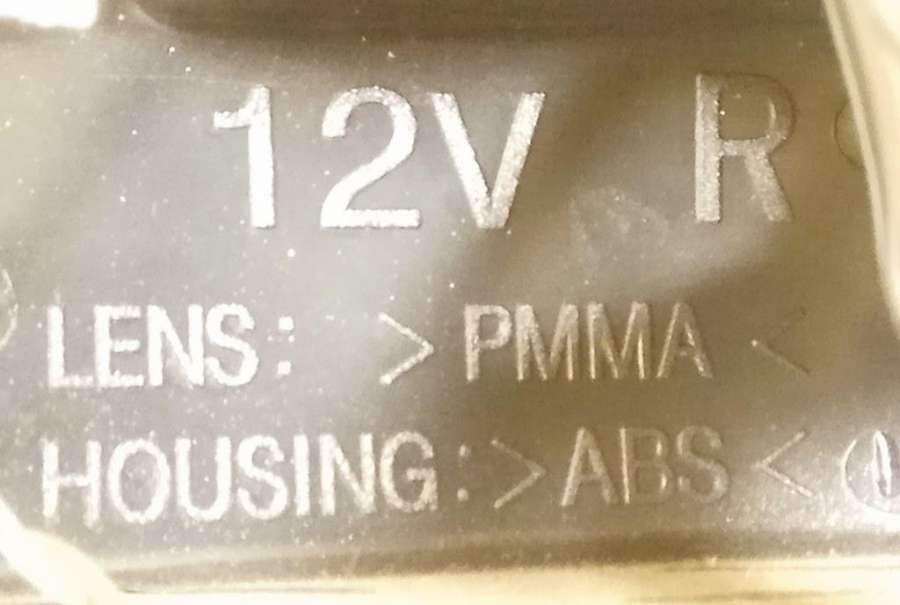 12V R
LENS: >PMMA<
HOUSING: >ABS<